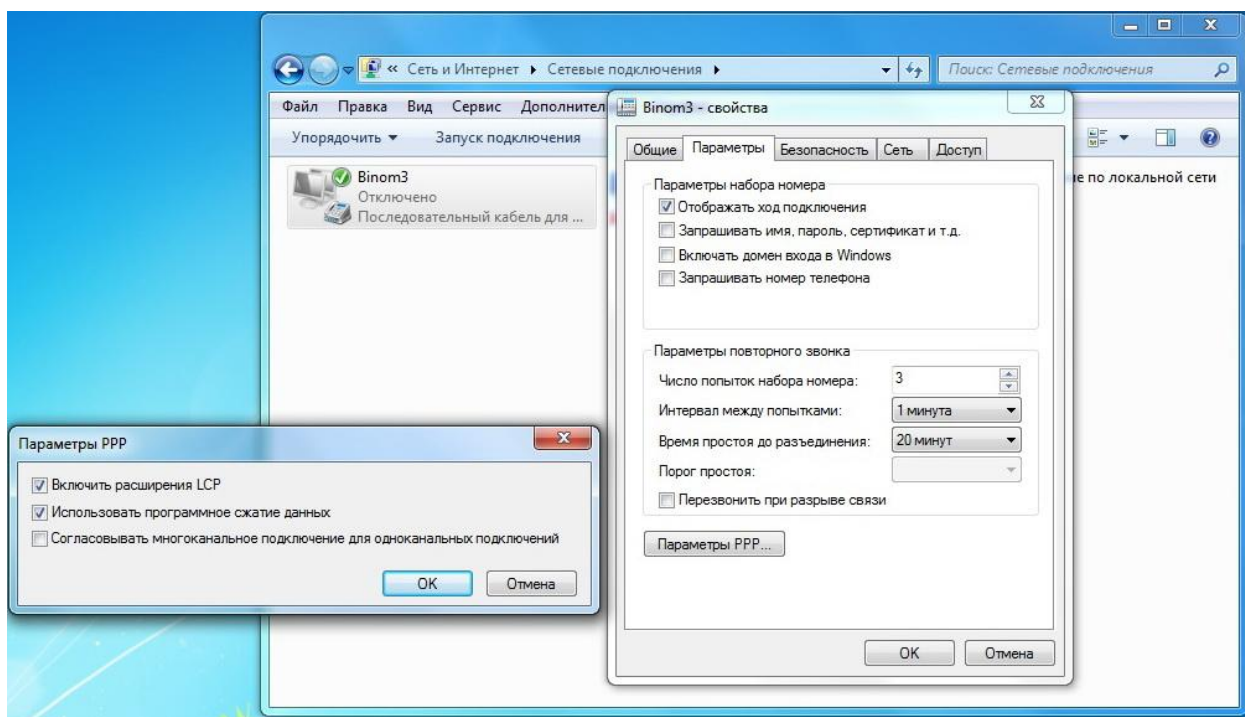 « Сеть и Интернет ▸ Сетевые подключения ▸
Поиск: Сетевые подключения
Файл Правка Вид Сервис Дополнител
Упорядочить Запуск подключения
Binom3
Отключено
Последовательный кабель для ...
ие по локальной сети
Binom3 - свойства
Общие Параметры Безопасность Сеть Доступ
Параметры набора номера
Отображать ход подключения
Запрашивать имя, пароль, сертификат и т.д.
Включать домен входа в Windows
Запрашивать номер телефона
Параметры повторного звонка
Число попыток набора номера: 3
Интервал между попытками: 1 минута
Время простоя до разъединения: 20 минут
Порог простоя:
Перезвонить при разрыве связи
Параметры PPP...
OK Отмена
Параметры PPP
Включить расширения LCP
Использовать программное сжатие данных
Согласовывать многоканальное подключение для одноканальных подключений
OK Отмена